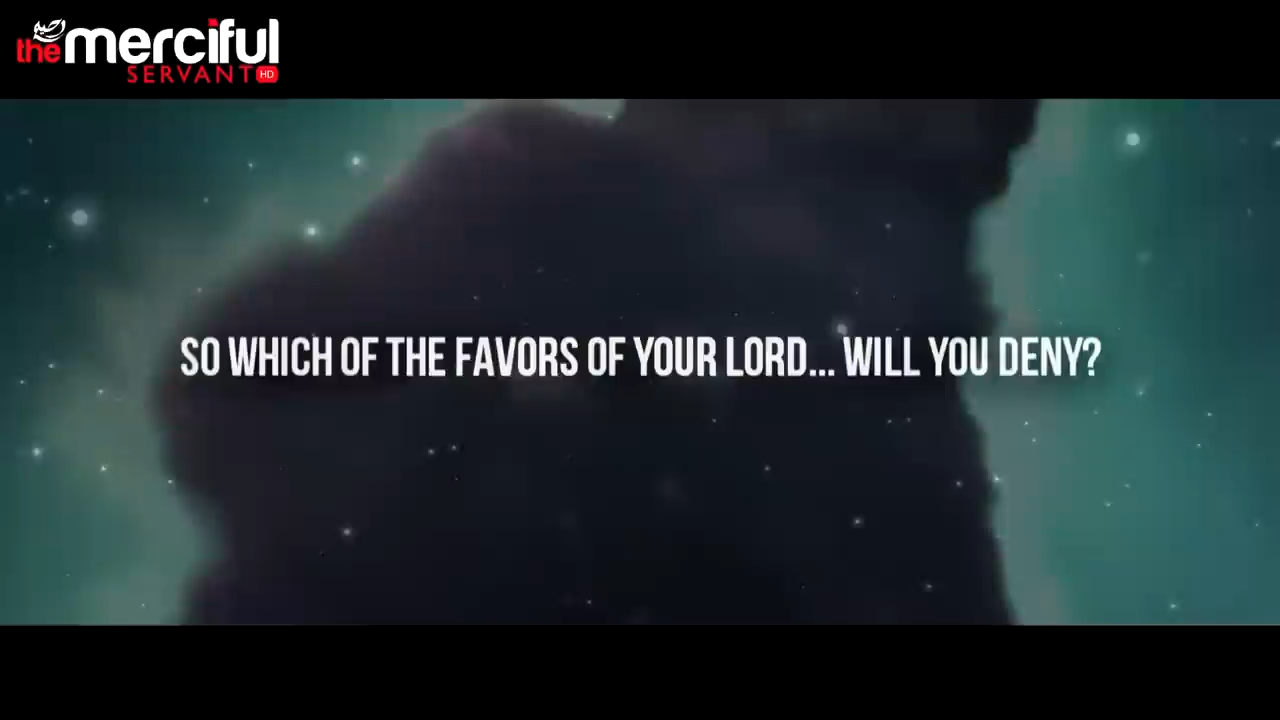 the merciful
SERVANT HD
SO WHICH OF THE FAVORS OF YOUR LORD... WILL YOU DENY?